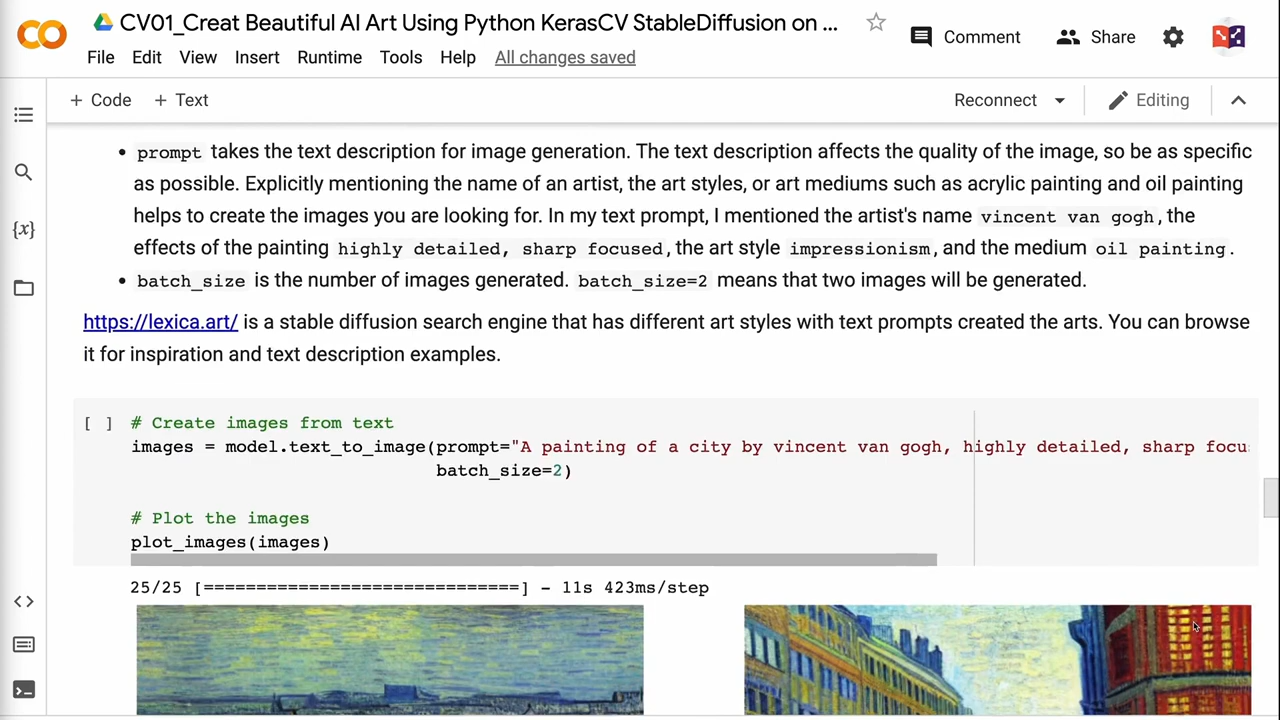 CV01_Creat Beautiful AI Art Using Python KerasCV StableDiffusion on ...
Comment
Share
File Edit View Insert Runtime Tools Help All changes saved
+ Code + Text
Reconnect
Editing
• prompt takes the text description for image generation. The text description affects the quality of the image, so be as specific
as possible. Explicitly mentioning the name of an artist, the art styles, or art mediums such as acrylic painting and oil painting
helps to create the images you are looking for. In my text prompt, I mentioned the artist's name vincent van gogh, the
effects of the painting highly detailed, sharp focused, the art style impressionism, and the medium oil painting.
• batch_size is the number of images generated. batch_size=2 means that two images will be generated.
https://lexica.art/ is a stable diffusion search engine that has different art styles with text prompts created the arts. You can browse
it for inspiration and text description examples.
[ ] # Create images from text
images = model.text_to_image(prompt="A painting of a city by vincent van gogh, highly detailed, sharp focu
batch_size=2)
# Plot the images
plot_images(images)
25/25 [==============================] - 11s 423ms/step